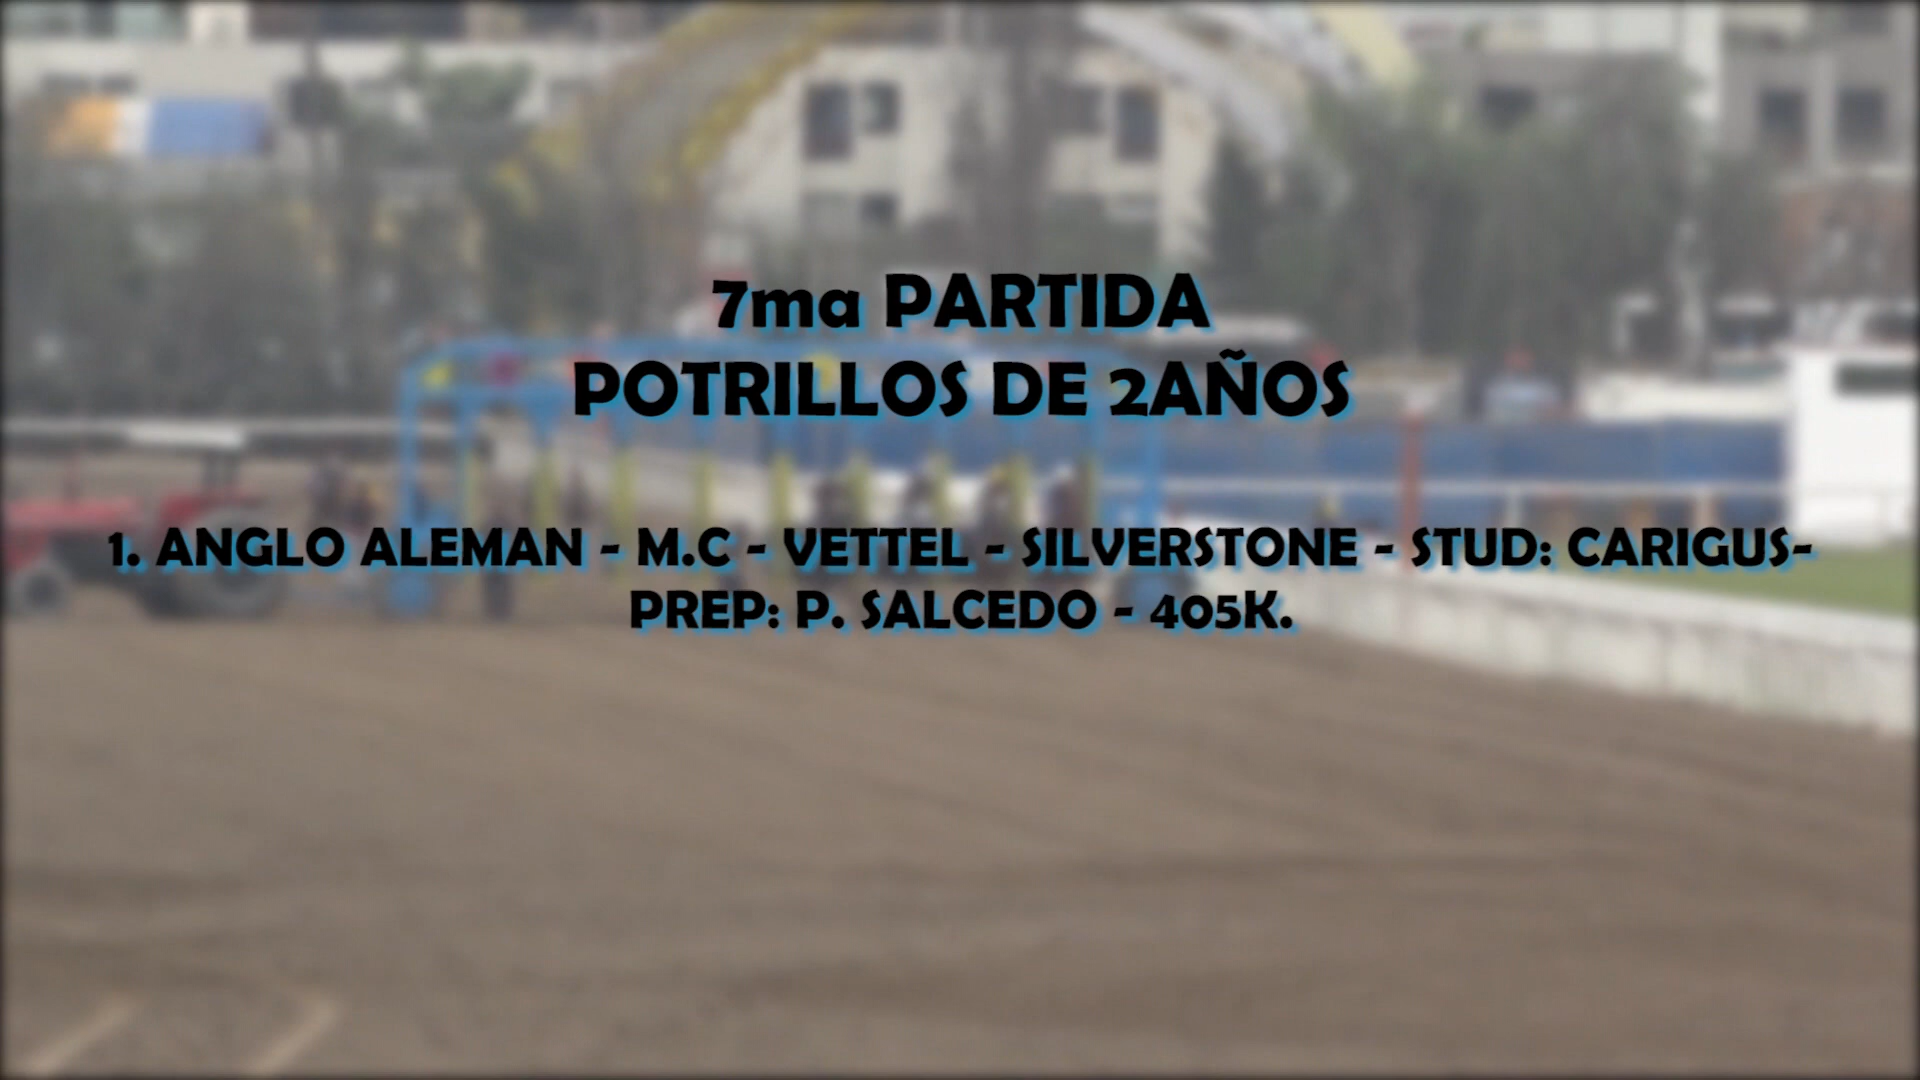 7ma PARTIDA
POTRILLOS DE 2AÑOS
1. ANGLO ALEMAN - M.C - VETTEL - SILVERSTONE - STUD: CARIGUS-
PREP: P. SALCEDO - 405K.